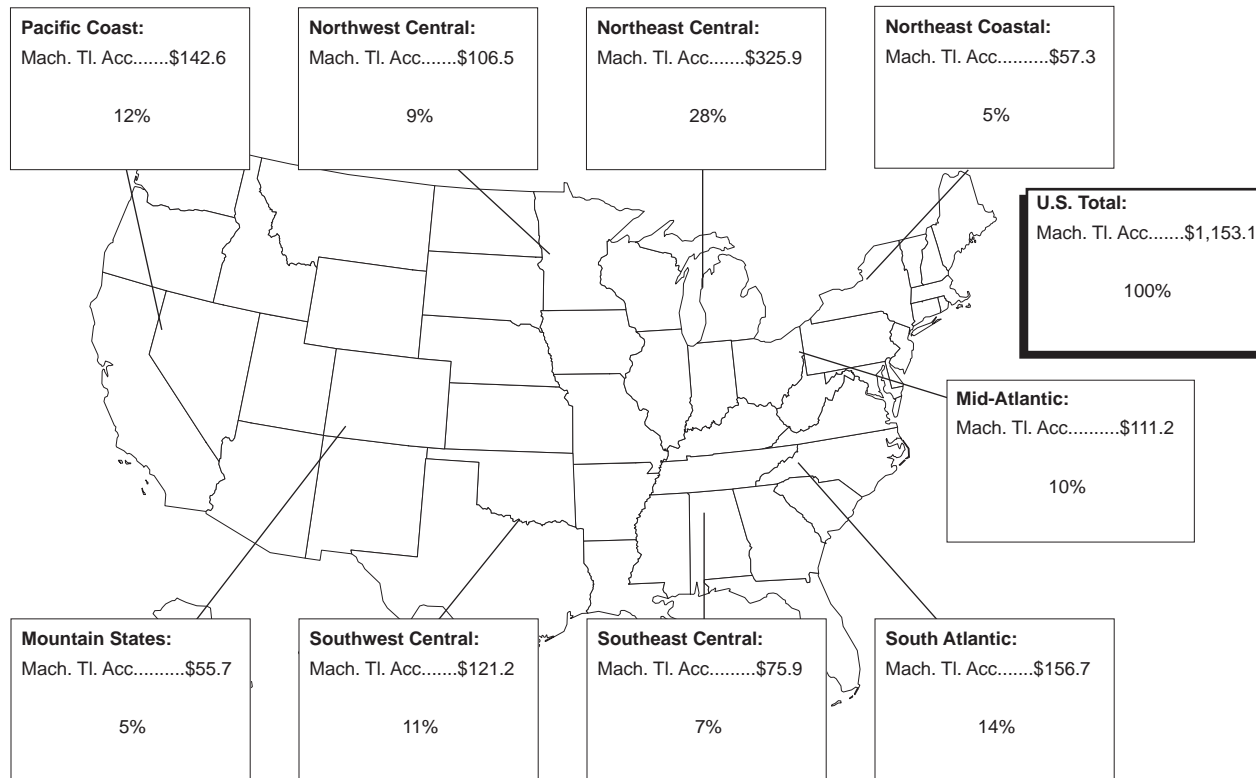 Pacific Coast:
Mach. Tl. Acc.......$142.6
12%
Northwest Central:
Mach. Tl. Acc.......$106.5
9%
Northeast Central:
Mach. Tl. Acc.......$325.9
28%
Northeast Coastal:
Mach. Tl. Acc..........$57.3
5%
U.S. Total:
Mach. Tl. Acc.......$1,153.1
100%
Mid-Atlantic:
Mach. Tl. Acc..........$111.2
10%
Mountain States:
Mach. Tl. Acc..........$55.7
5%
Southwest Central:
Mach. Tl. Acc.......$121.2
11%
Southeast Central:
Mach. Tl. Acc..........$75.9
7%
South Atlantic:
Mach. Tl. Acc.......$156.7
14%